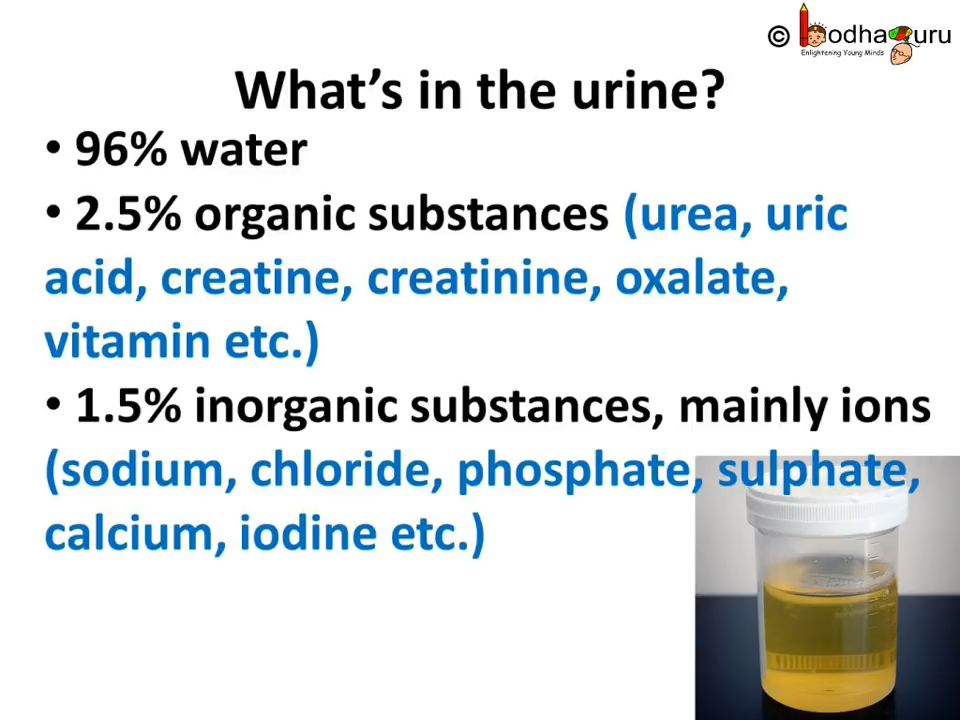 © BodhaGuru
Enlightening Young Minds
What's in the urine?
• 96% water
• 2.5% organic substances (urea, uric
acid, creatine, creatinine, oxalate,
vitamin etc.)
• 1.5% inorganic substances, mainly ions
(sodium, chloride, phosphate, sulphate,
calcium, iodine etc.)